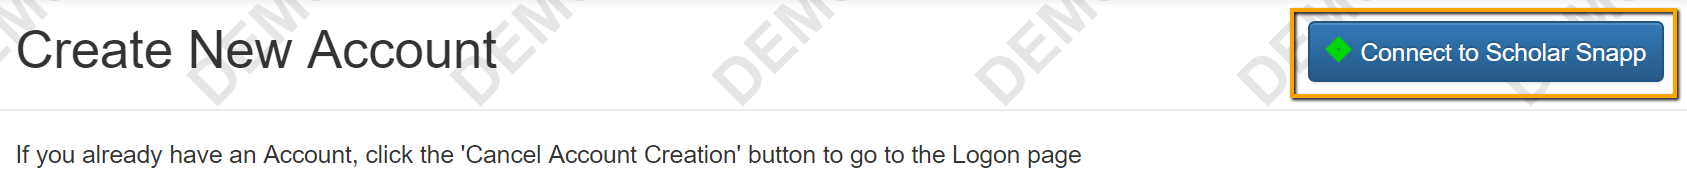 Create New Account
Connect to Scholar Snapp
If you already have an Account, click the 'Cancel Account Creation' button to go to the Logon page